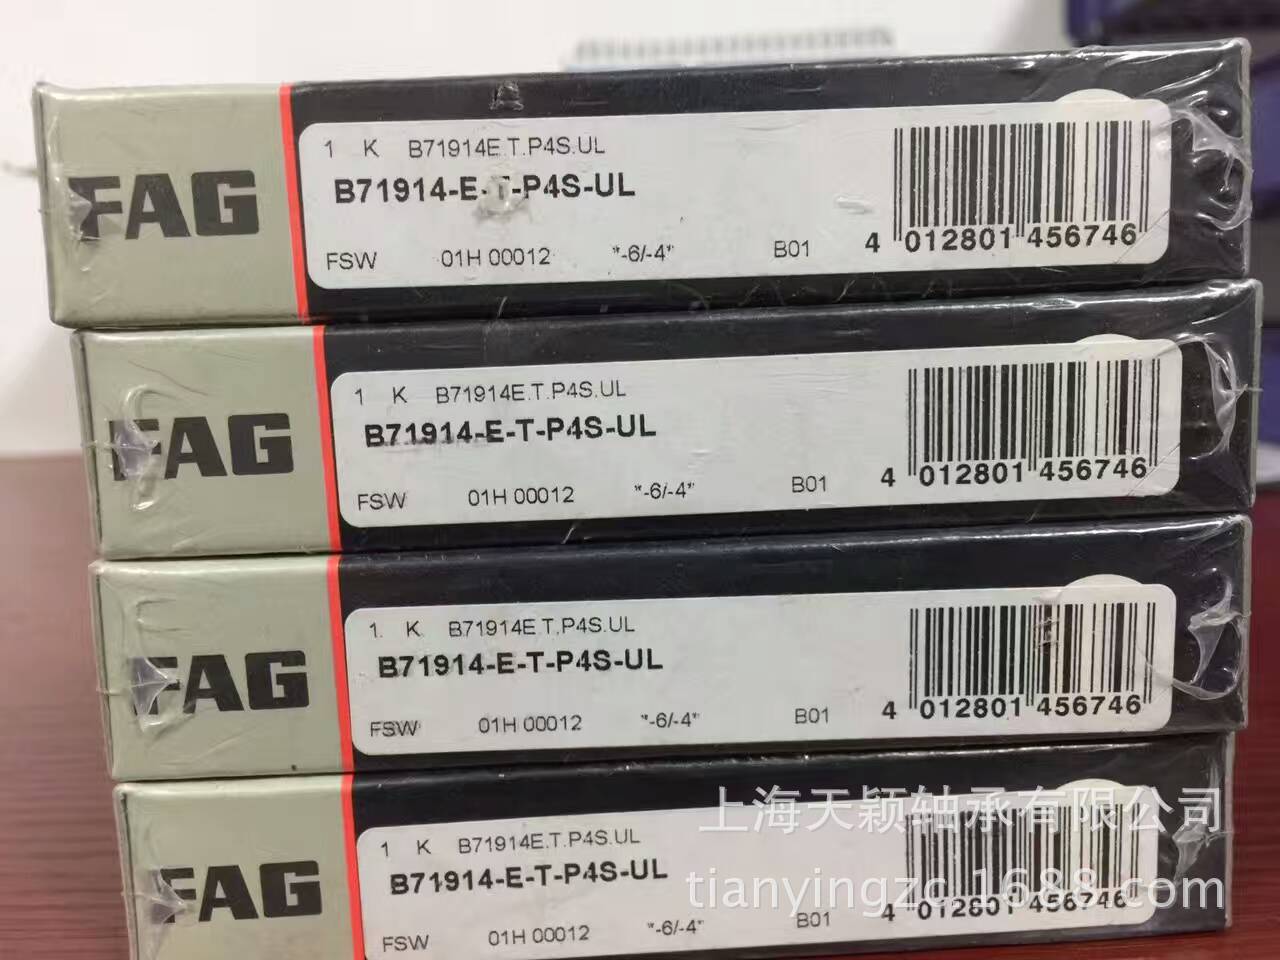 FAG
1 K B71914E.T.P4S.UL
B71914-E-T-P4S-UL
FSW 01H 00012 "-6/-4" B01
4 012801 456746
FAG
1 K B71914E.T.P4S.UL
B71914-E-T-P4S-UL
FSW 01H 00012 "-6/-4" B01
4 012801 456746
FAG
1 K B71914E.T.P4S.UL
B71914-E-T-P4S-UL
FSW 01H 00012 "-6/-4" B01
4 012801 456746
FAG
1 K B71914E.T.P4S.UL
B71914-E-T-P4S-UL
FSW 01H 00012 "-6/-4" B01
4 012801 456746
上海天颖轴承有限公司
tianyingzc.1688.com